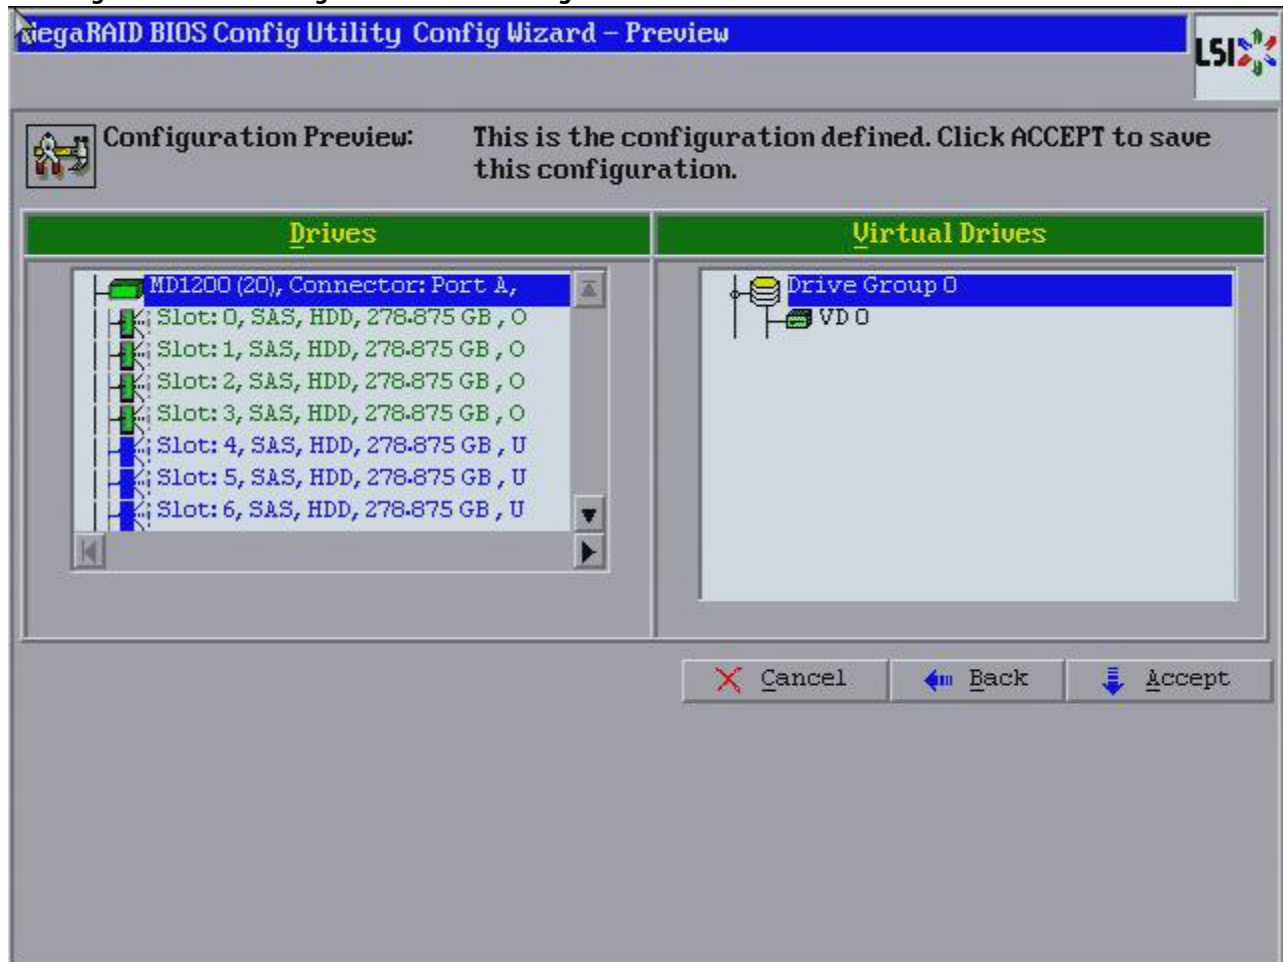 MegaRAID BIOS Config Utility Config Wizard – Preview
LSI
Configuration Preview: This is the configuration defined. Click ACCEPT to save
this configuration.
Drives
MD1200 (20), Connector: Port A,
Slot: 0, SAS, HDD, 278.875 GB , O
Slot: 1, SAS, HDD, 278.875 GB , O
Slot: 2, SAS, HDD, 278.875 GB , O
Slot: 3, SAS, HDD, 278.875 GB , O
Slot: 4, SAS, HDD, 278.875 GB , U
Slot: 5, SAS, HDD, 278.875 GB , U
Slot: 6, SAS, HDD, 278.875 GB , U
Virtual Drives
Drive Group 0
VD 0
Cancel
Back
Accept